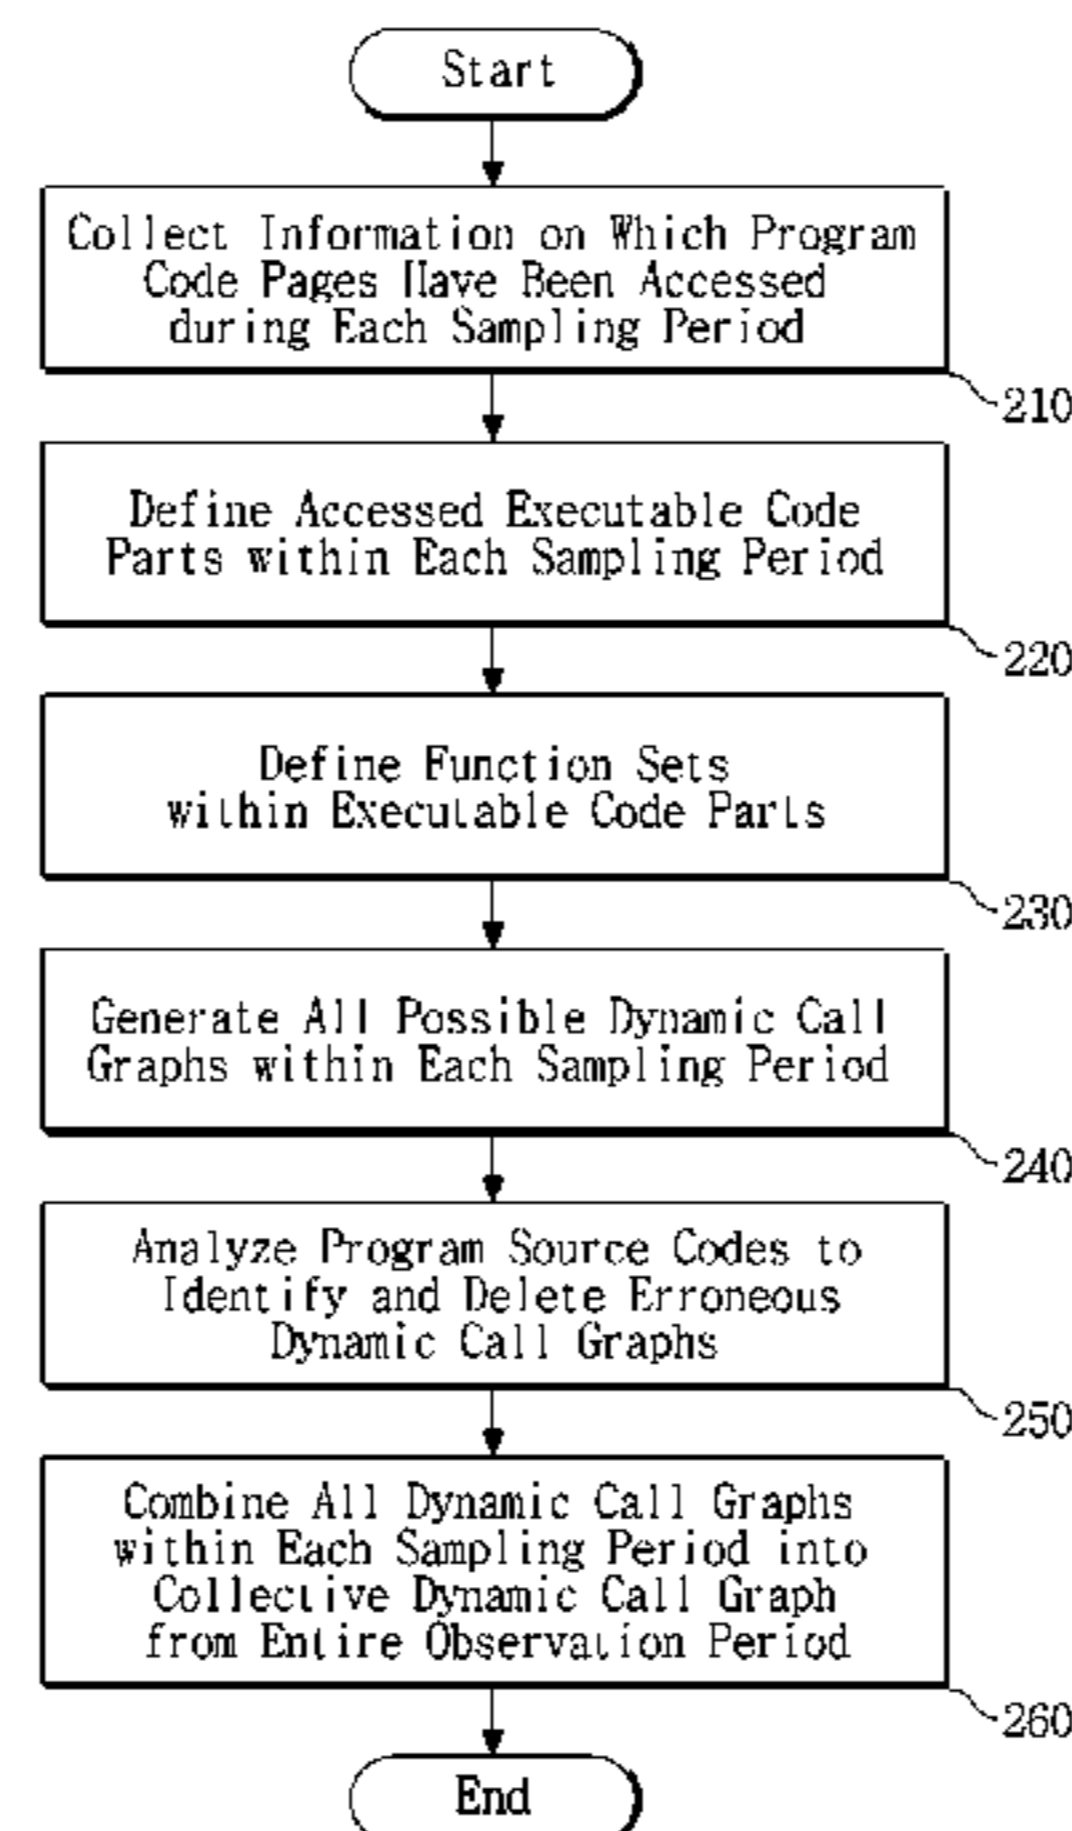 Start
Collect Information on Which Program
Code Pages Have Been Accessed
during Each Sampling Period
210
Define Accessed Executable Code
Parts within Each Sampling Period
220
Define Function Sets
within Executable Code Parts
230
Generate All Possible Dynamic Call
Graphs within Each Sampling Period
240
Analyze Program Source Codes to
Identify and Delete Erroneous
Dynamic Call Graphs
250
Combine All Dynamic Call Graphs
within Each Sampling Period into
Collective Dynamic Call Graph
from Entire Observation Period
260
End